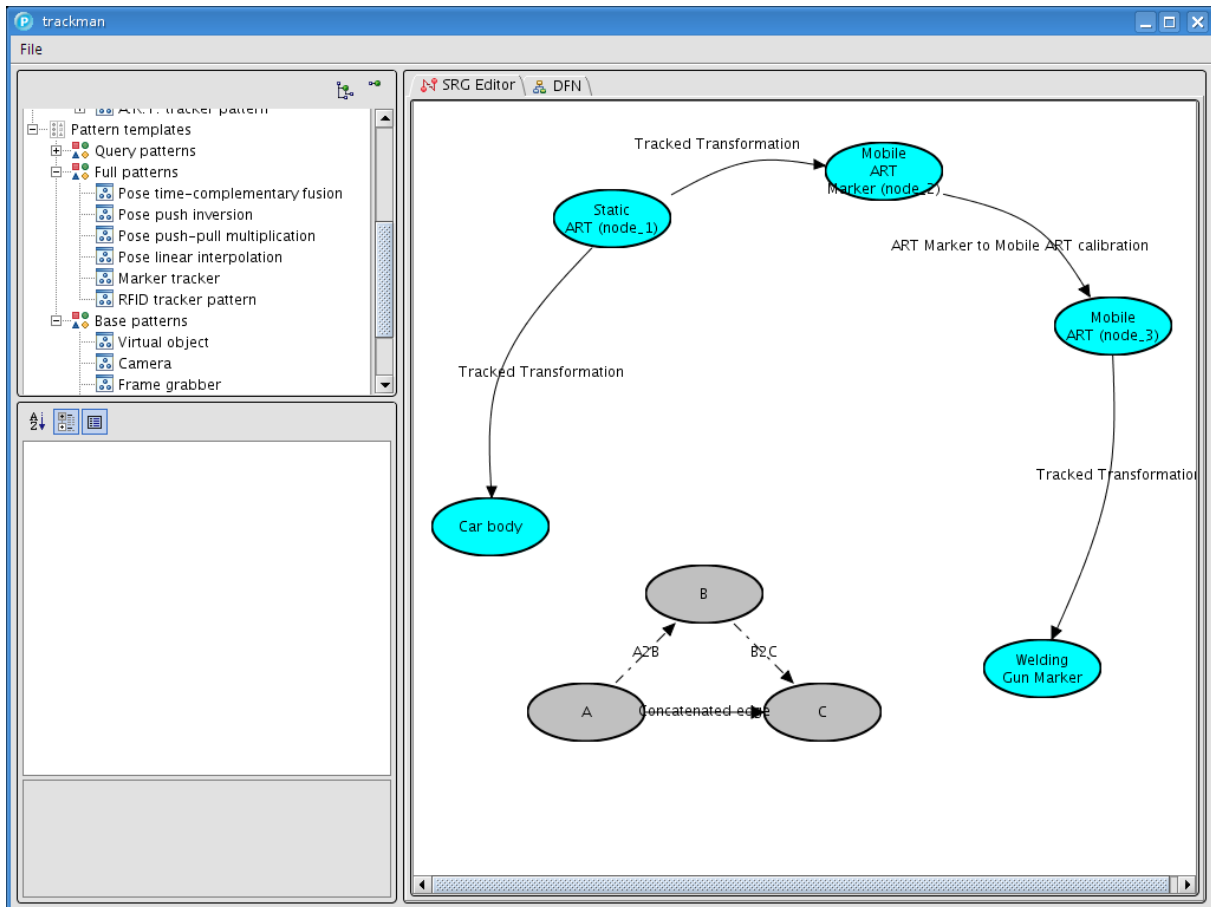 trackman
File
A.R.T. tracker pattern
Pattern templates
Query patterns
Full patterns
Pose time-complementary fusion
Pose push inversion
Pose push-pull multiplication
Pose linear interpolation
Marker tracker
RFID tracker pattern
Base patterns
Virtual object
Camera
Frame grabber
SRG Editor
DFN
Tracked Transformation
Mobile
ART
Marker (node_2)
Static
ART (node_1)
ART Marker to Mobile ART calibration
Mobile
ART (node_3)
Tracked Transformation
Tracked Transformation
Car body
B
A2B
B2C
A
Concatenated edge
C
Welding
Gun Marker